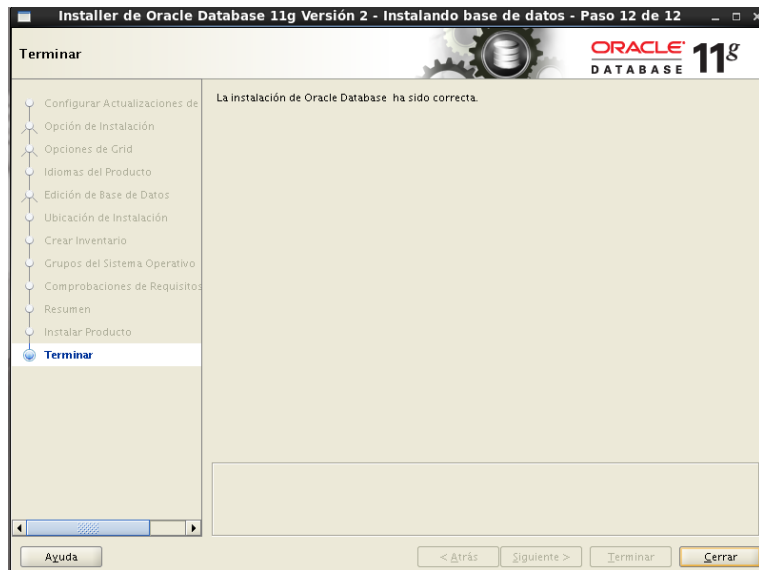 Installer de Oracle Database 11g Versión 2 - Instalando base de datos - Paso 12 de 12
Terminar
ORACLE
DATABASE 11g
Configurar Actualizaciones de
Opción de Instalación
Opciones de Grid
Idiomas del Producto
Edición de Base de Datos
Ubicación de Instalación
Crear Inventario
Grupos del Sistema Operativo
Comprobaciones de Requisitos
Resumen
Instalar Producto
Terminar
La instalación de Oracle Database ha sido correcta.
Ayuda
< Atrás
Siguiente >
Terminar
Cerrar